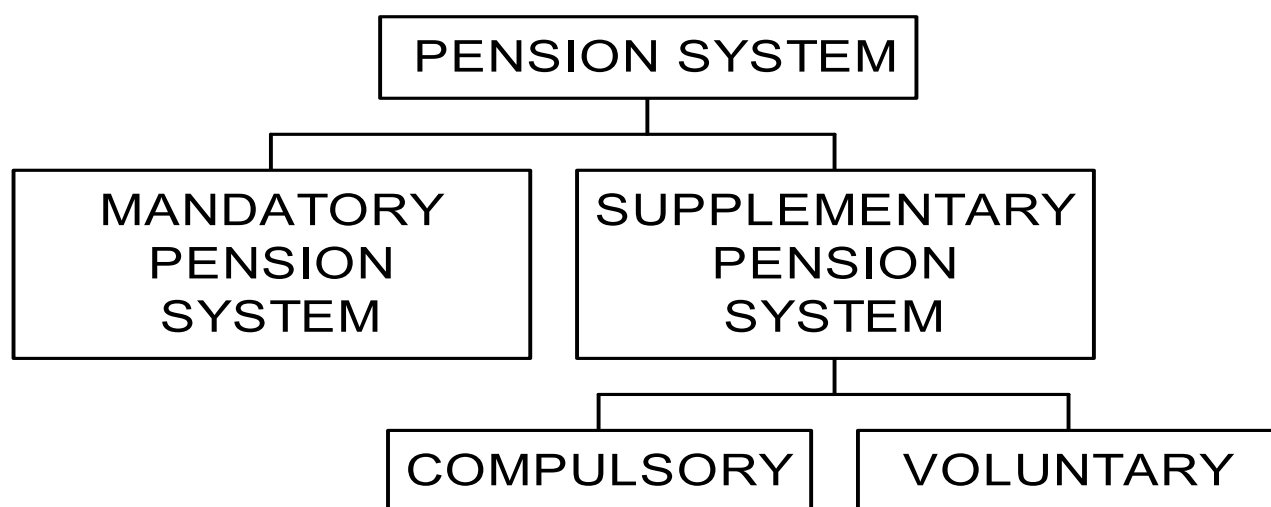 PENSION SYSTEM
MANDATORY
PENSION
SYSTEM
SUPPLEMENTARY
PENSION
SYSTEM
COMPULSORY
VOLUNTARY